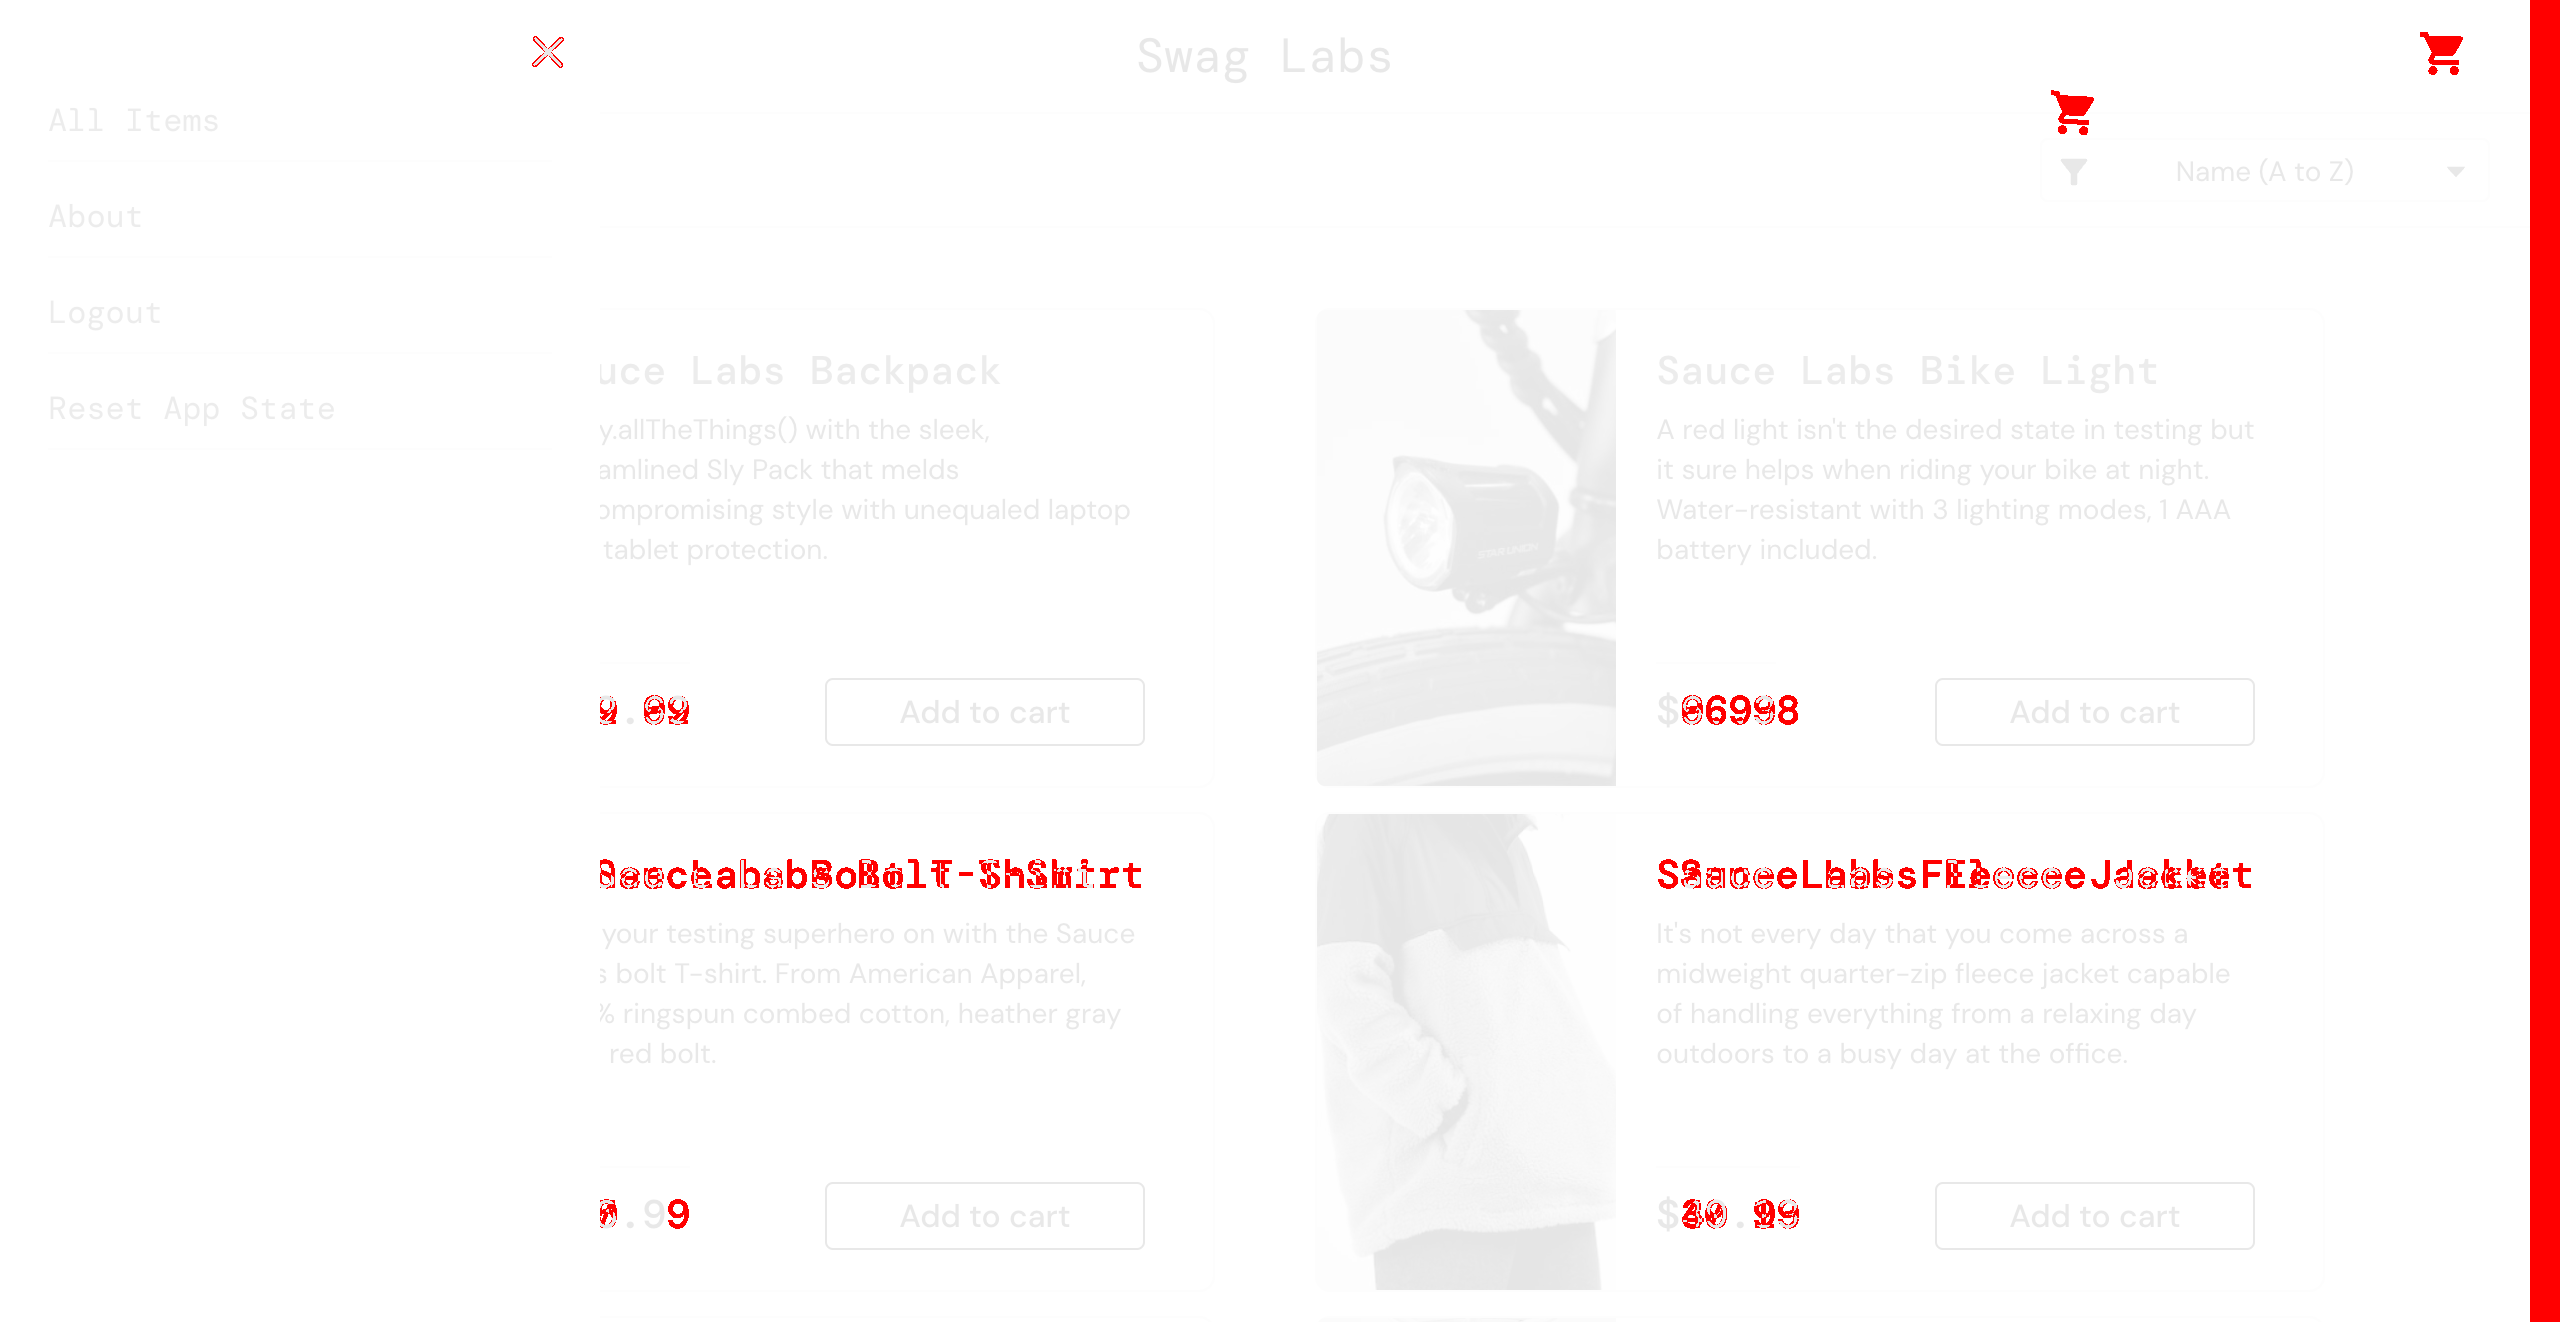 Swag Labs
All Items
About
Logout
Reset App State
Name (A to Z)
uce Labs Backpack
y.allTheThings() with the sleek,
amlined Sly Pack that melds
ompromising style with unequaled laptop
tablet protection.
Add to cart
Sauce Labs Bike Light
A red light isn't the desired state in testing but
it sure helps when riding your bike at night.
Water-resistant with 3 lighting modes, 1 AAA
battery included.
$
Add to cart
your testing superhero on with the Sauce
s bolt T-shirt. From American Apparel,
% ringspun combed cotton, heather gray
red bolt.
.99
Add to cart
It's not every day that you come across a
midweight quarter-zip fleece jacket capable
of handling everything from a relaxing day
outdoors to a busy day at the office.
$
Add to cart